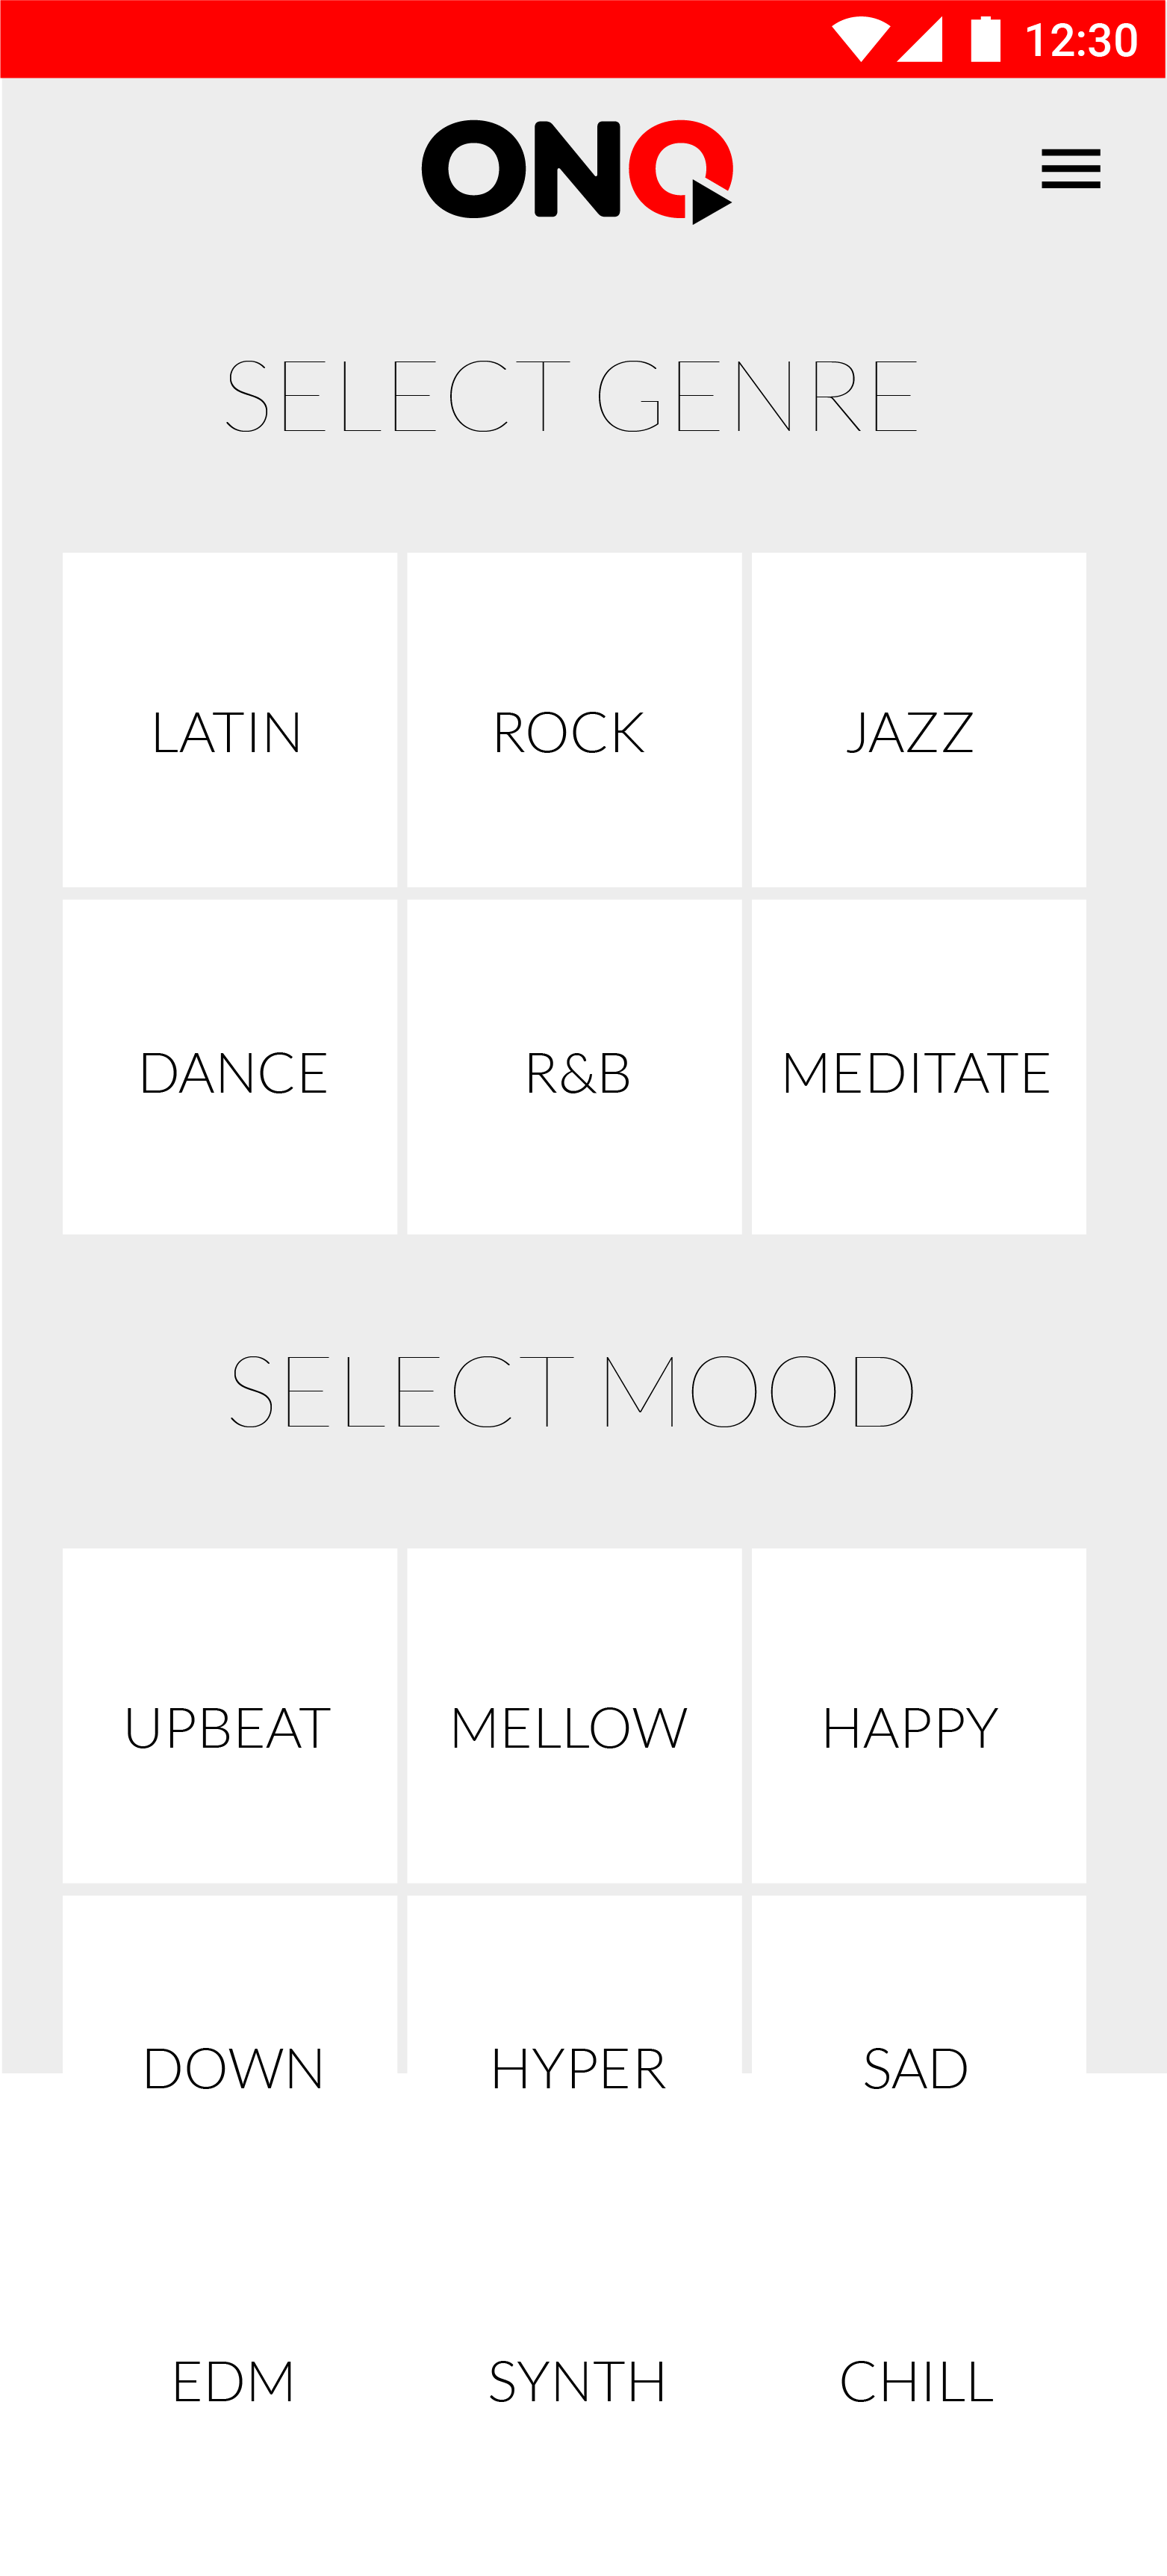 12:30
ONQ
SELECT GENRE
LATIN ROCK JAZZ
DANCE R&B MEDITATE
SELECT MOOD
UPBEAT MELLOW HAPPY
DOWN HYPER SAD
EDM SYNTH CHILL